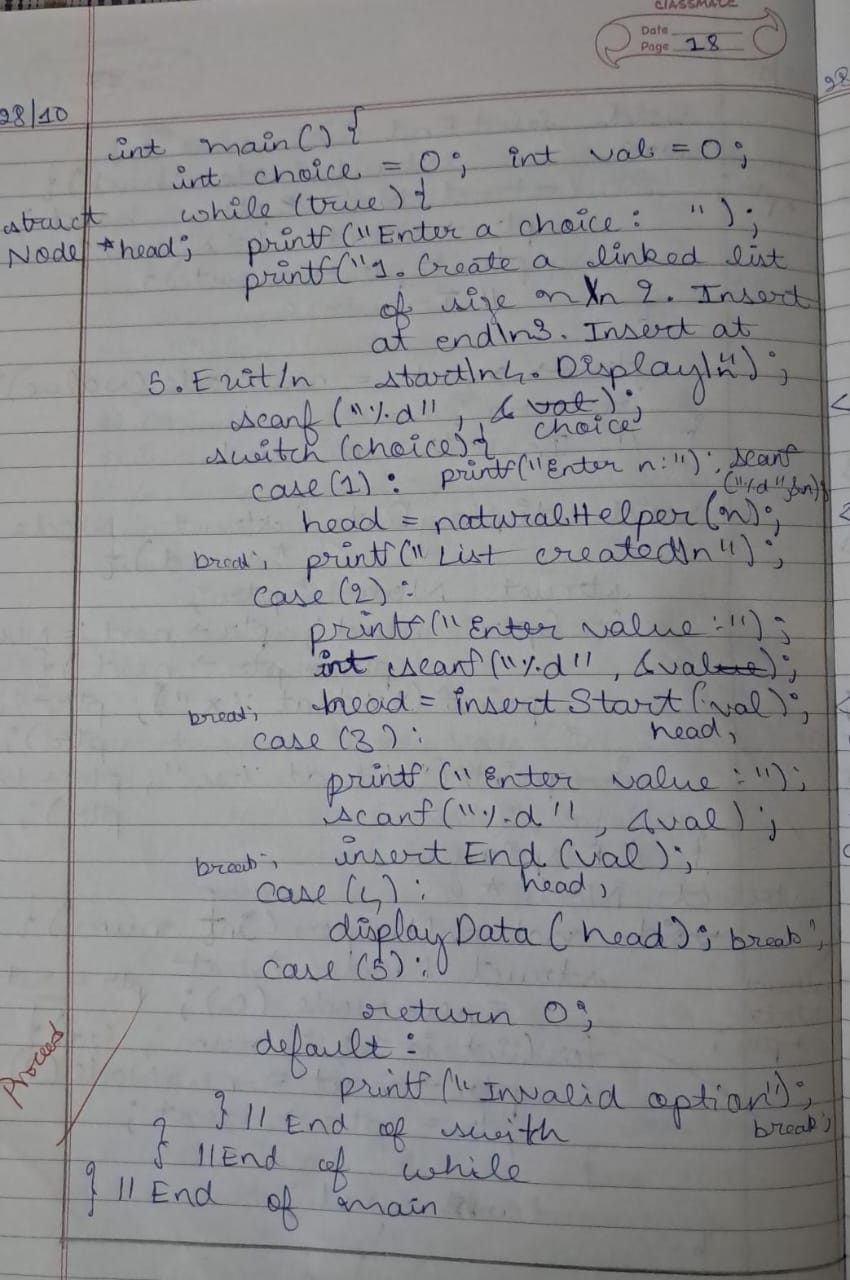 CLASSMATE
Date
Page 18
28/10
int main() {
int choice = 0; int val = 0;
while (true) {
struct
Node *head; printf ("Enter a choice : ");
printf("1. Create a linked list
of size n \n 2. Insert
at end\n3. Insert at
5. Exit/n start\n4. Display\n");
scanf ("%d", & val);
choice
switch (choice) {
case (1) : printf("Enter n:"); scanf
("%d", &n);
head = naturalHelper(n);
break; printf(" List created\n");
case (2) :
printf("Enter value :");
int scanf("%d", &value);
break; head = insert Start (val);
case (3) : head,
printf ("Enter value :");
scanf("%d", &val);
break; insert End (val);
case (4) : head,
displayData (head); break;
case (5) :
return 0;
default :
printf ("Invalid option");
} // End of swith break;
} // End of while
} // End of main
Proceed